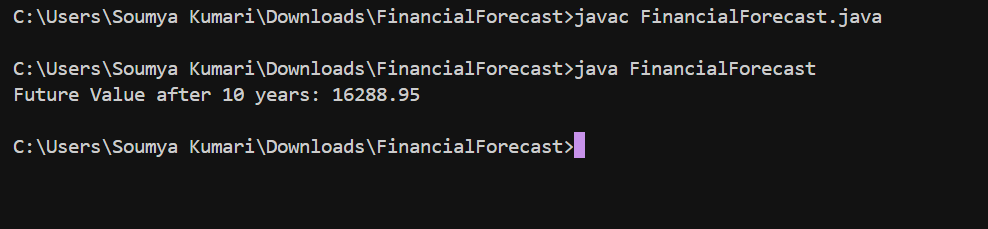 C:\Users\Soumya Kumari\Downloads\FinancialForecast>javac FinancialForecast.java
C:\Users\Soumya Kumari\Downloads\FinancialForecast>java FinancialForecast
Future Value after 10 years: 16288.95
C:\Users\Soumya Kumari\Downloads\FinancialForecast>